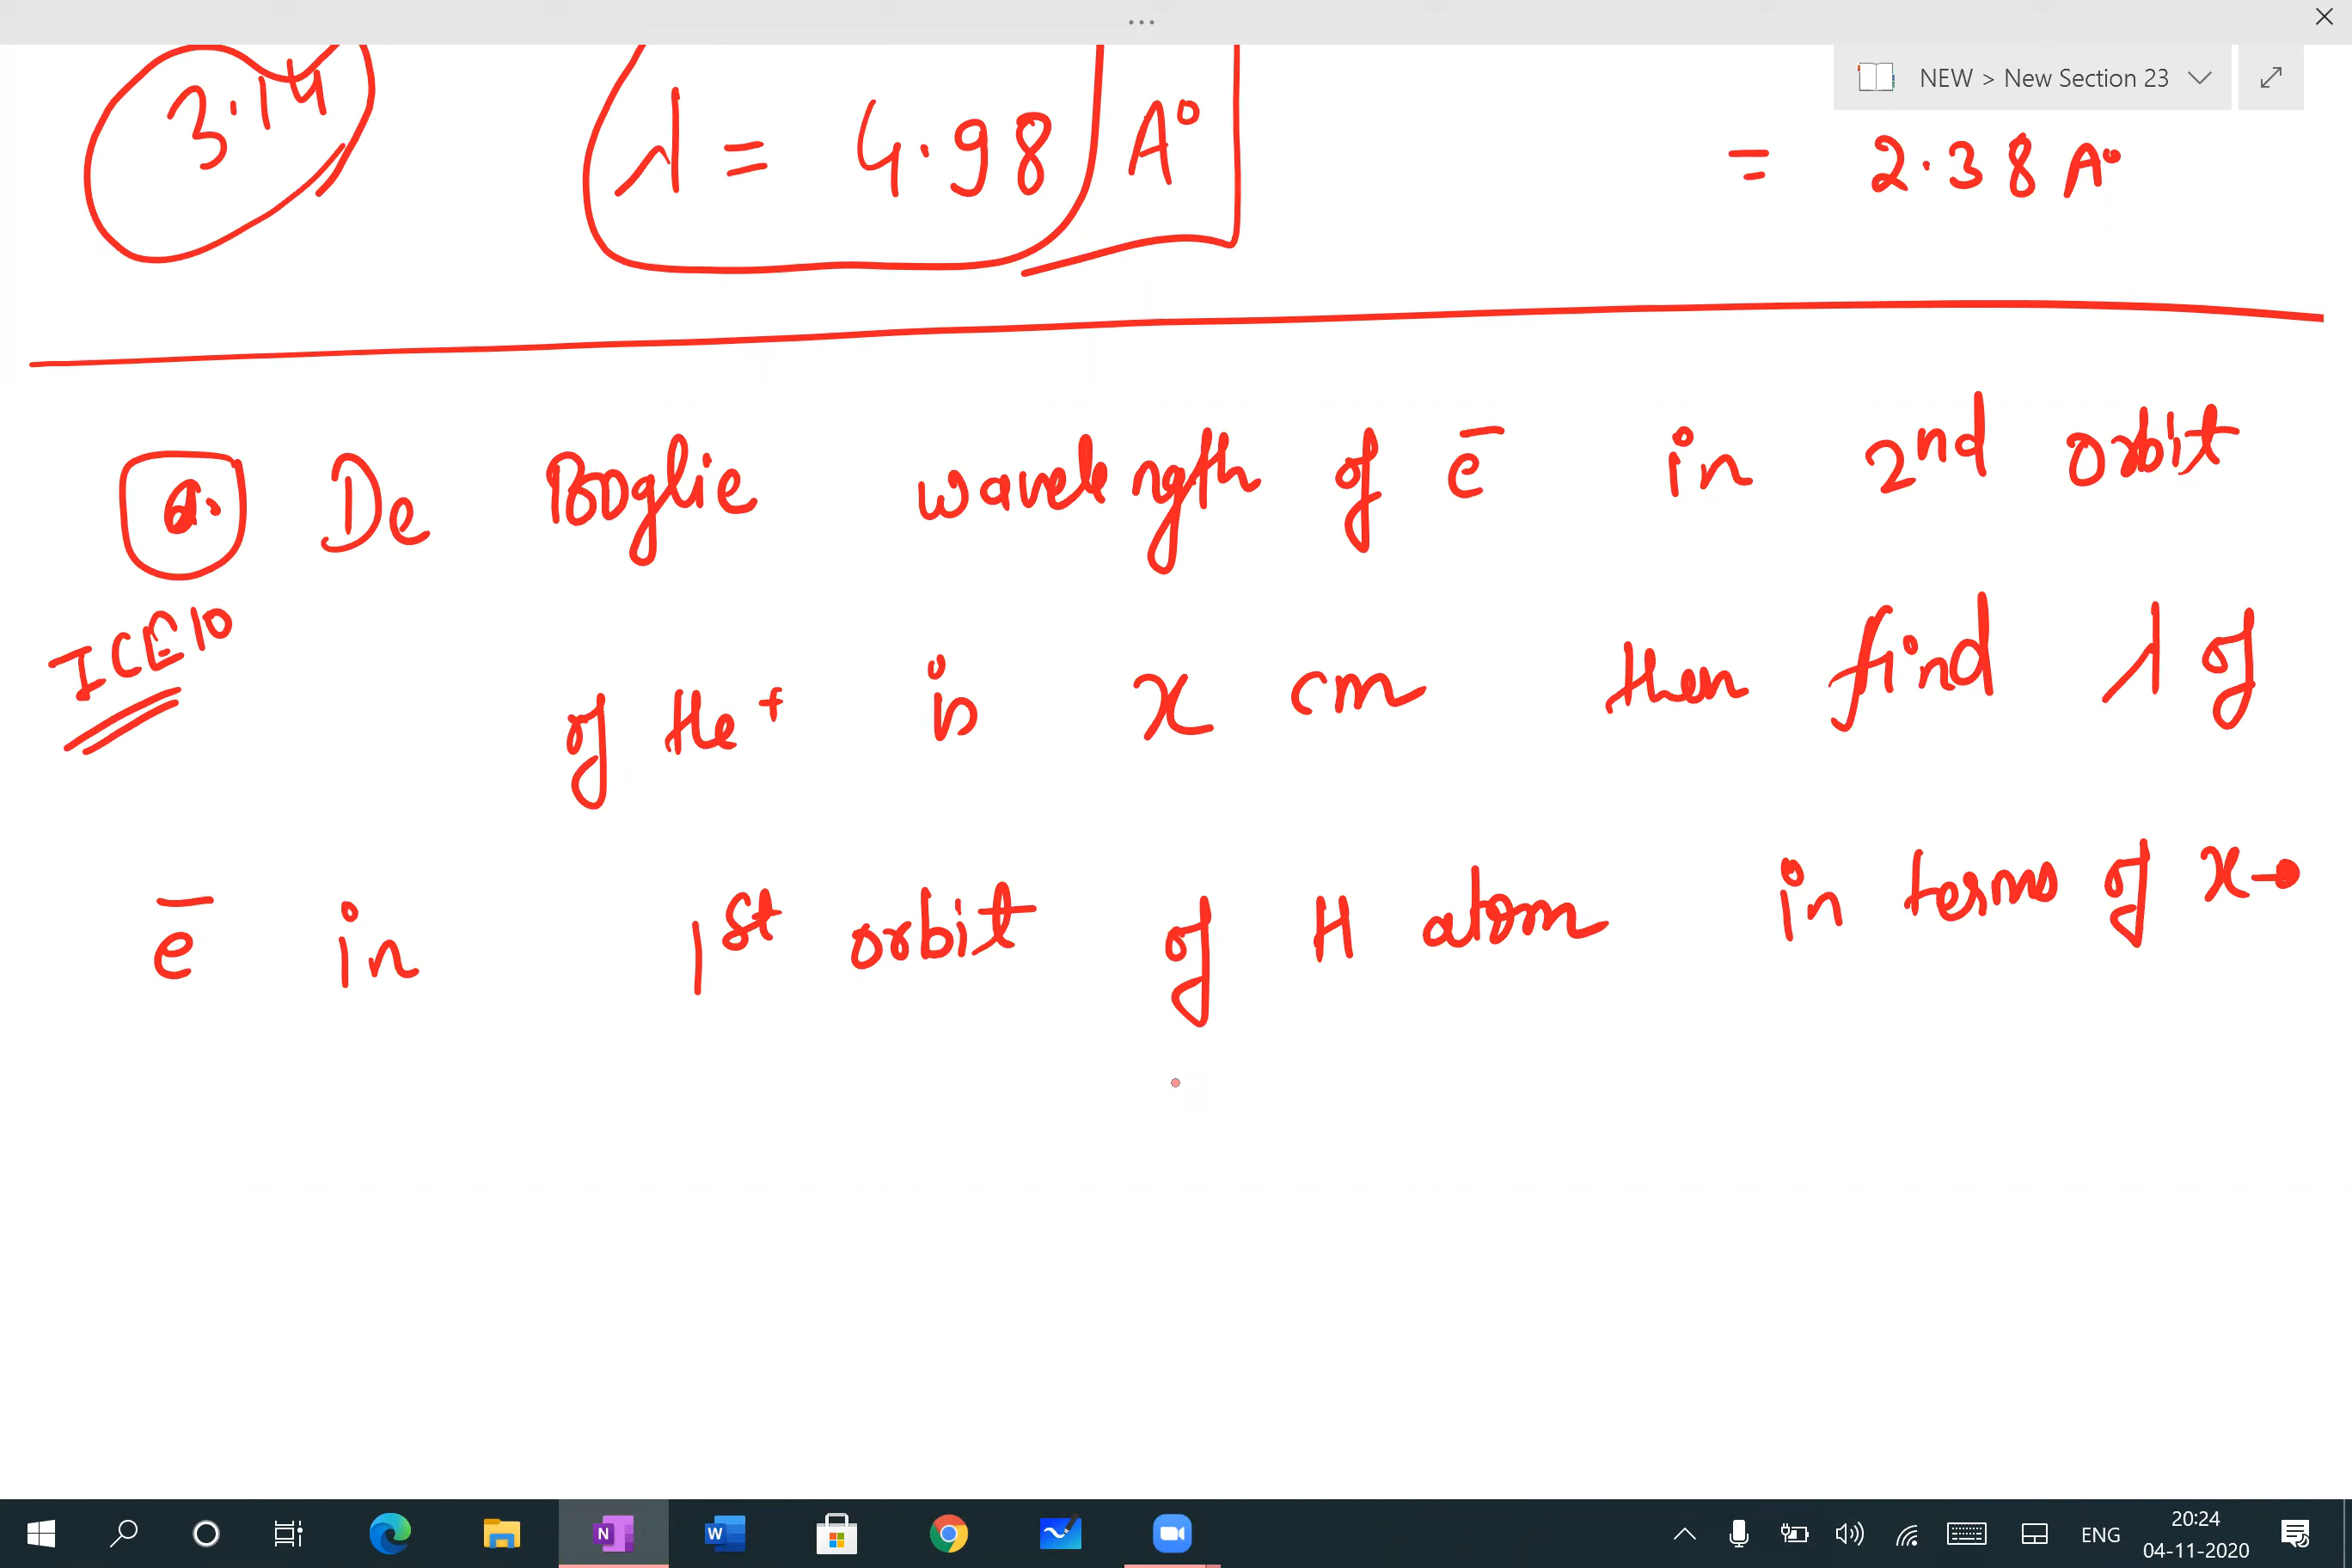 NEW > New Section 23
3.14
λ = 4.98 A°
= 2.38 A°
Q. De Broglie wavelength of e̅ in 2nd orbit
ICE 10
of He+ is x cm then find λ of
e̅ in 1st orbit of H atom in terms of x
ENG
20:24
04-11-2020